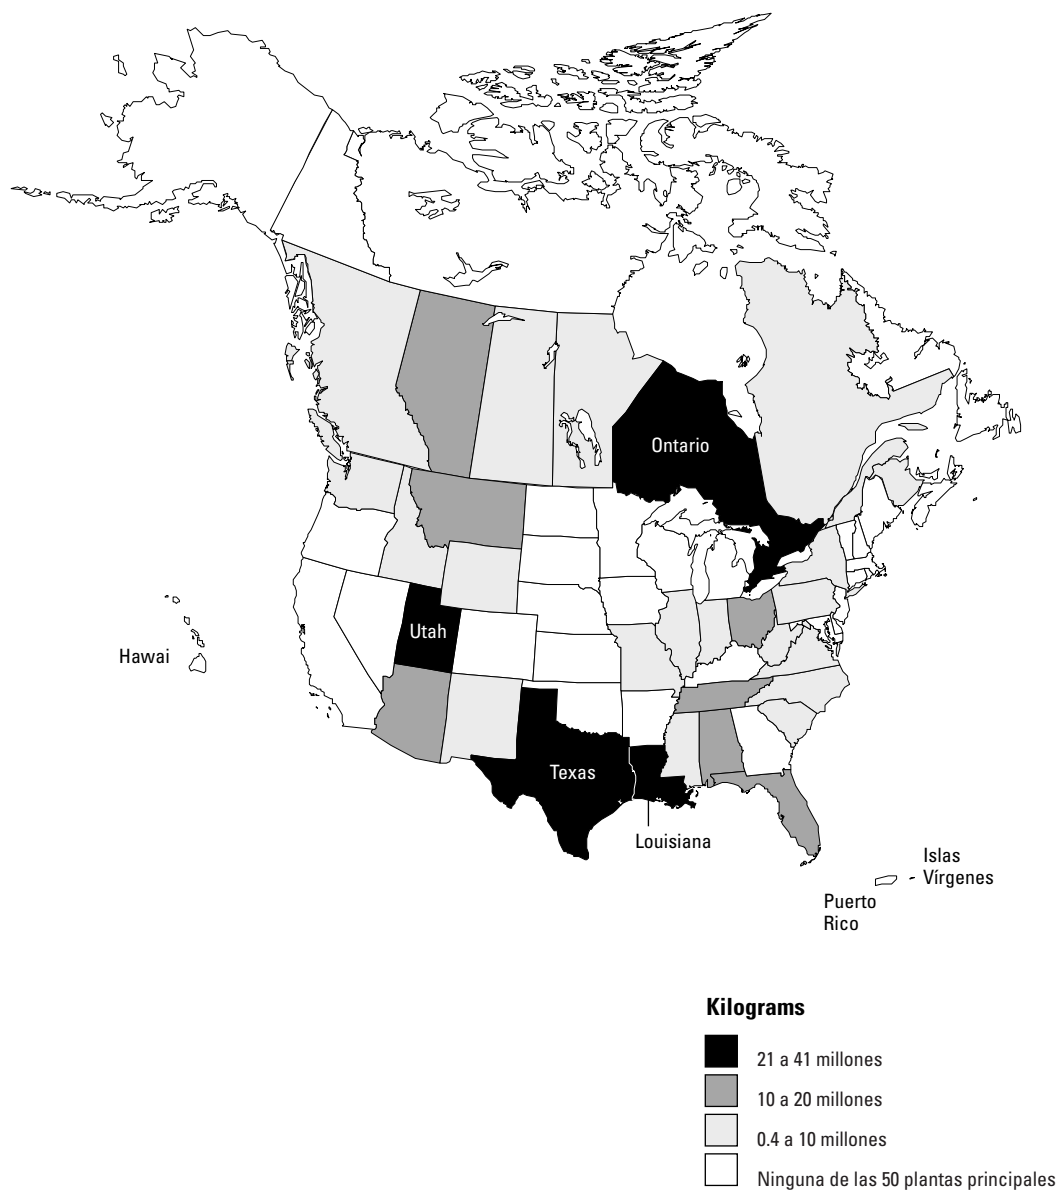 Ontario
Utah
Hawai
Texas
Louisiana
Islas
Vírgenes
Puerto
Rico
Kilograms
21 a 41 millones
10 a 20 millones
0.4 a 10 millones
Ninguna de las 50 plantas principales